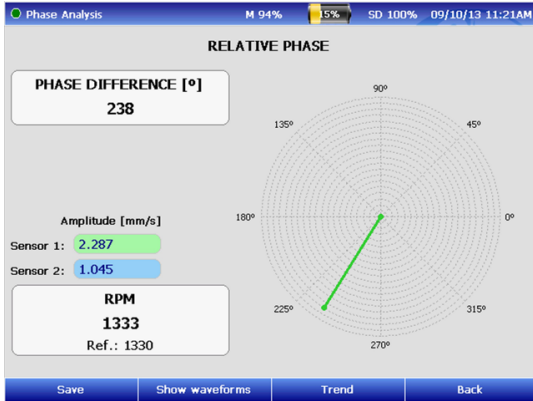 Phase Analysis M 94% 15% SD 100% 09/10/13 11:21AM
RELATIVE PHASE
PHASE DIFFERENCE [º]
238
90º
135º 45º
180º 0º
225º 315º
270º
Amplitude [mm/s]
Sensor 1: 2.287
Sensor 2: 1.045
RPM
1333
Ref.: 1330
Save Show waveforms Trend Back